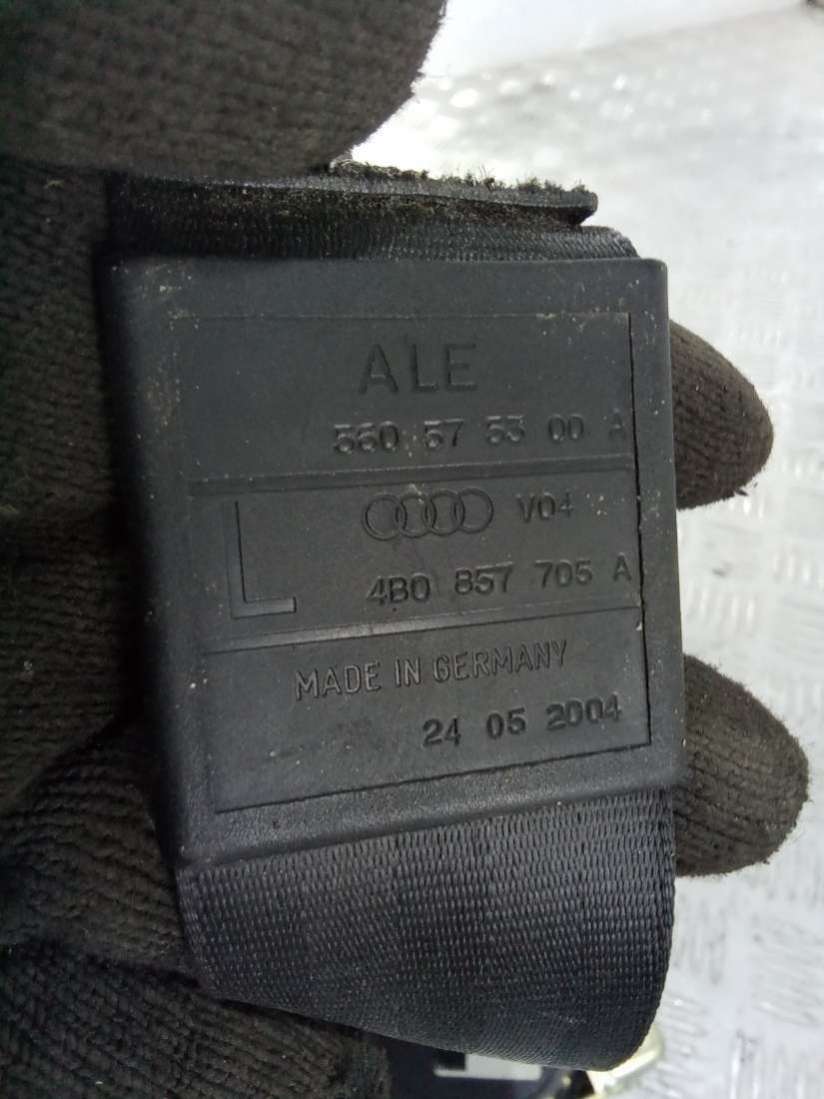 ALE
560 57 53 00 A
L
V04
4B0 857 705 A
MADE IN GERMANY
24 05 2004